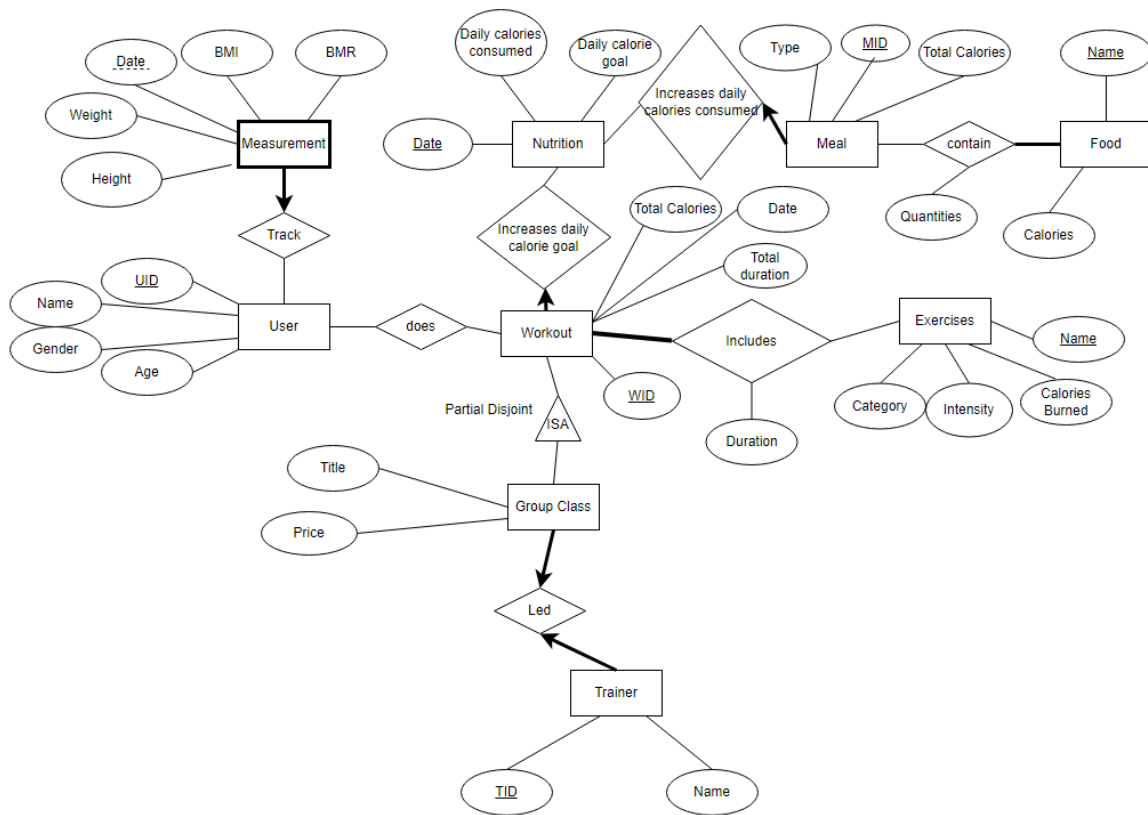 Daily calories
consumed
Daily calorie
goal
Date
BMI
BMR
Type
MID
Total Calories
Name
Increases daily
calories consumed
Weight
Measurement
Date
Nutrition
Meal
contain
Food
Height
Quantities
Calories
Total Calories
Date
Track
Increases daily
calorie goal
Total
duration
UID
Name
User
does
Workout
Includes
Exercises
Name
Gender
Age
WID
Category
Intensity
Calories
Burned
Partial Disjoint
ISA
Duration
Title
Group Class
Price
Led
Trainer
TID
Name